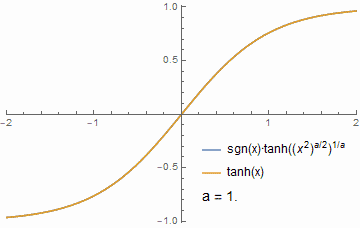 1.0
0.5
-2
-1
1
2
sgn(x)·tanh((x²)ᵃ/²)¹/ᵃ
-0.5
tanh(x)
a = 1.
-1.0